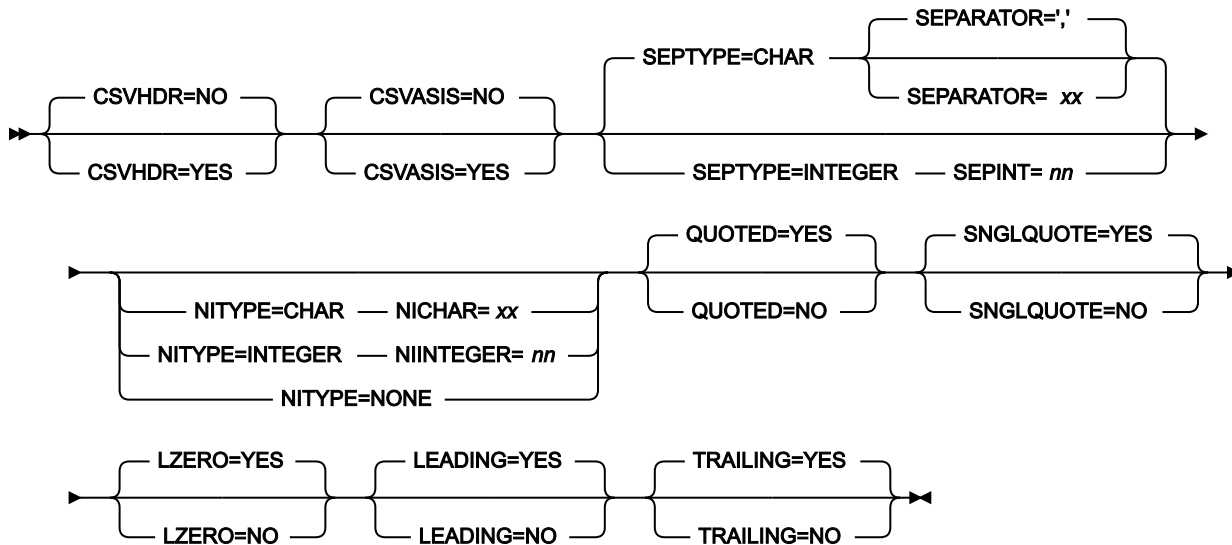 SEPARATOR=','
SEPTYPE=CHAR
CSVHDR=NO CSVASIS=NO SEPARATOR= xx
CSVHDR=YES CSVASIS=YES SEPTYPE=INTEGER SEPINT= nn
QUOTED=YES SNGLQUOTE=YES
NITYPE=CHAR NICHAR= xx QUOTED=NO SNGLQUOTE=NO
NITYPE=INTEGER NIINTEGER= nn
NITYPE=NONE
LZERO=YES LEADING=YES TRAILING=YES
LZERO=NO LEADING=NO TRAILING=NO